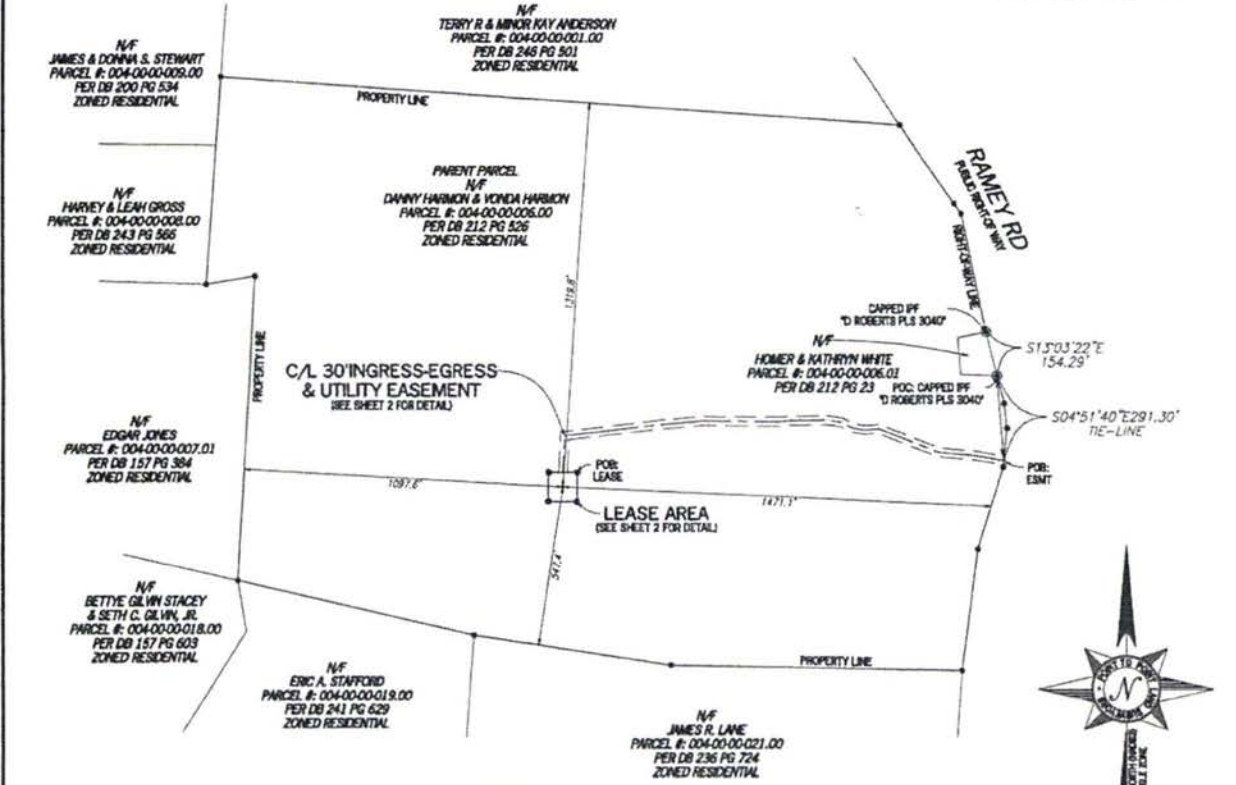 N/F
TERRY R & MINOR KAY ANDERSON
PARCEL #: 004-00-00-001.00
PER DB 246 PG 501
ZONED RESIDENTIAL
N/F
JAMES & DONNA S. STEWART
PARCEL #: 004-00-00-009.00
PER DB 200 PG 534
ZONED RESIDENTIAL
PROPERTY LINE
RAMEY RD
PUBLIC RIGHT-OF WAY
PARENT PARCEL
N/F
DANNY HARMON & VONDA HARMON
PARCEL #: 004-00-00-006.00
PER DB 212 PG 526
ZONED RESIDENTIAL
N/F
HARVEY & LEAH GROSS
PARCEL #: 004-00-00-008.00
PER DB 243 PG 566
ZONED RESIDENTIAL
RIGHT-OF-WAY LINE
1319.8'
CAPPED IPF
"D ROBERTS PLS 3040"
PROPERTY LINE
N/F
HOMER & KATHRYN WHITE
PARCEL #: 004-00-00-006.01
PER DB 212 PG 23
S13°03'22"E
154.29'
POC: CAPPED IPF
"D ROBERTS PLS 3040"
C/L 30' INGRESS-EGRESS
& UTILITY EASEMENT
(SEE SHEET 2 FOR DETAIL)
S04°51'40"E 291.30'
TIE-LINE
N/F
EDGAR JONES
PARCEL #: 004-00-00-007.01
PER DB 157 PG 384
ZONED RESIDENTIAL
POB:
LEASE
POB:
ESMT
1097.6'
1471.1'
LEASE AREA
(SEE SHEET 2 FOR DETAIL)
547.4'
N/F
BETTYE GILVIN STACEY
& SETH C. GILVIN, JR.
PARCEL #: 004-00-00-018.00
PER DB 157 PG 603
ZONED RESIDENTIAL
PROPERTY LINE
N/F
ERIC A. STAFFORD
PARCEL #: 004-00-00-019.00
PER DB 241 PG 629
ZONED RESIDENTIAL
N/F
JAMES R. LANE
PARCEL #: 004-00-00-021.00
PER DB 236 PG 724
ZONED RESIDENTIAL
POINT TO POINT LAND SURVEYORS
N